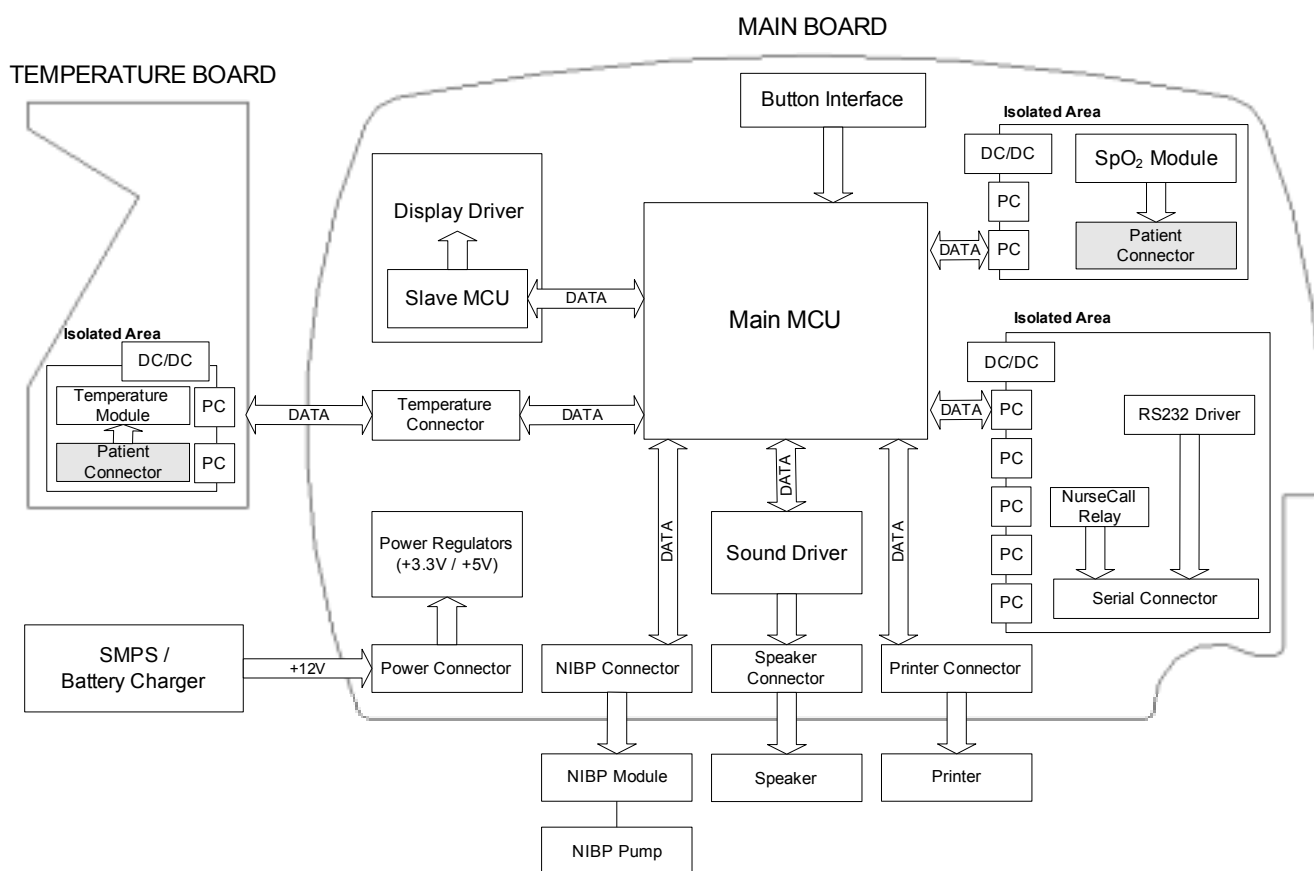 MAIN BOARD
TEMPERATURE BOARD
Button Interface
Isolated Area
DC/DC
SpO₂ Module
PC
PC
Patient
Connector
DATA
Display Driver
Slave MCU
DATA
Main MCU
Isolated Area
DC/DC
PC
DATA
RS232 Driver
PC
NurseCall
Relay
PC
PC
PC
Serial Connector
Isolated Area
DC/DC
Temperature
Module
PC
Patient
Connector
PC
DATA
Temperature
Connector
DATA
Power Regulators
(+3.3V / +5V)
DATA
DATA
Sound Driver
DATA
SMPS /
Battery Charger
+12V
Power Connector
NIBP Connector
Speaker
Connector
Printer Connector
NIBP Module
Speaker
Printer
NIBP Pump